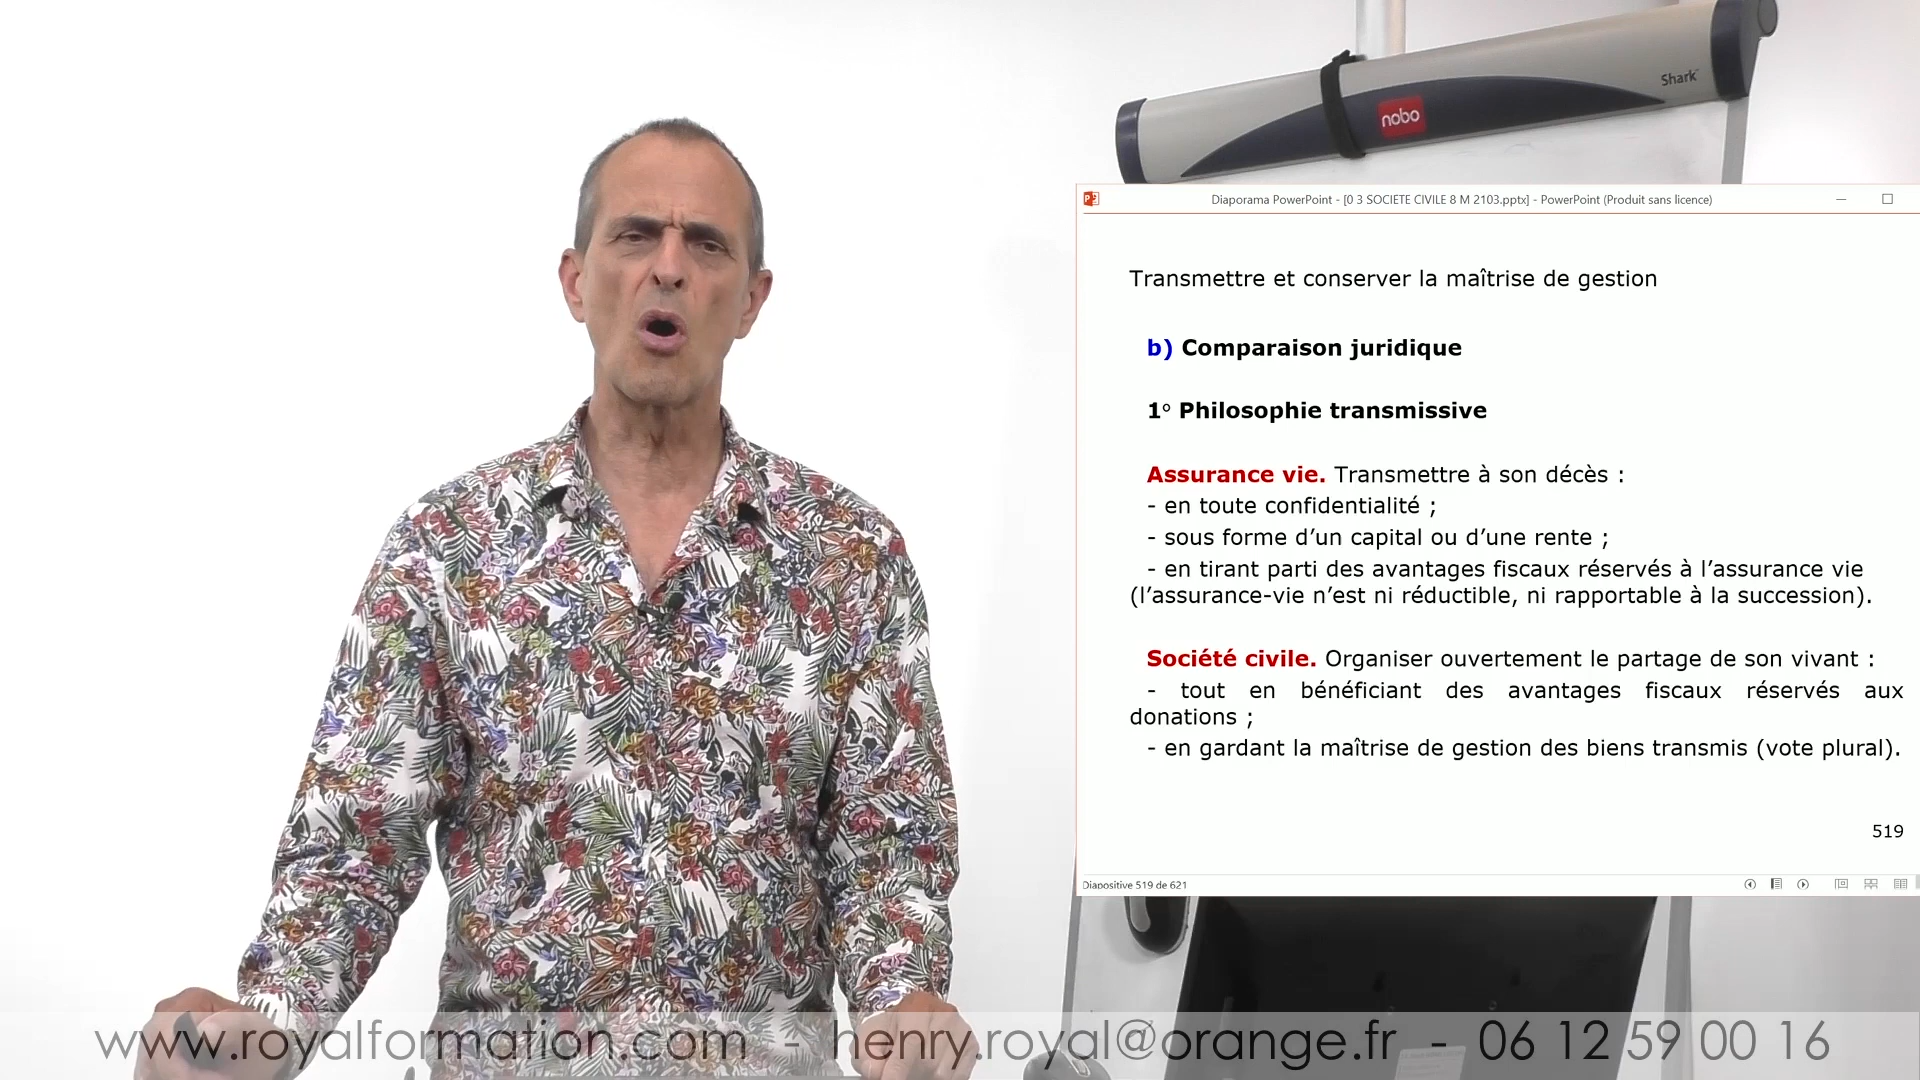 Shark
nobo
Diaporama PowerPoint - [0 3 SOCIETE CIVILE 8 M 2103.pptx] - PowerPoint (Produit sans licence)
Transmettre et conserver la maîtrise de gestion
b) Comparaison juridique
1° Philosophie transmissive
Assurance vie. Transmettre à son décès :
- en toute confidentialité ;
- sous forme d’un capital ou d’une rente ;
- en tirant parti des avantages fiscaux réservés à l’assurance vie
(l’assurance-vie n’est ni réductible, ni rapportable à la succession).
Société civile. Organiser ouvertement le partage de son vivant :
- tout en bénéficiant des avantages fiscaux réservés aux
donations ;
- en gardant la maîtrise de gestion des biens transmis (vote plural).
519
Diapositive 519 de 621
www.royalformation.com - henry.royal@orange.fr - 06 12 59 00 16